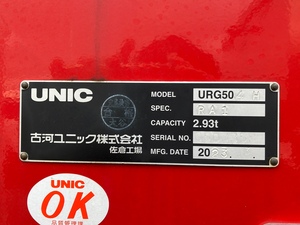 UNIC
古河ユニック株式会社
佐倉工場
MODEL URG50
SPEC.
CAPACITY 2.93t
SERIAL NO.
MFG. DATE 20
UNIC
OK